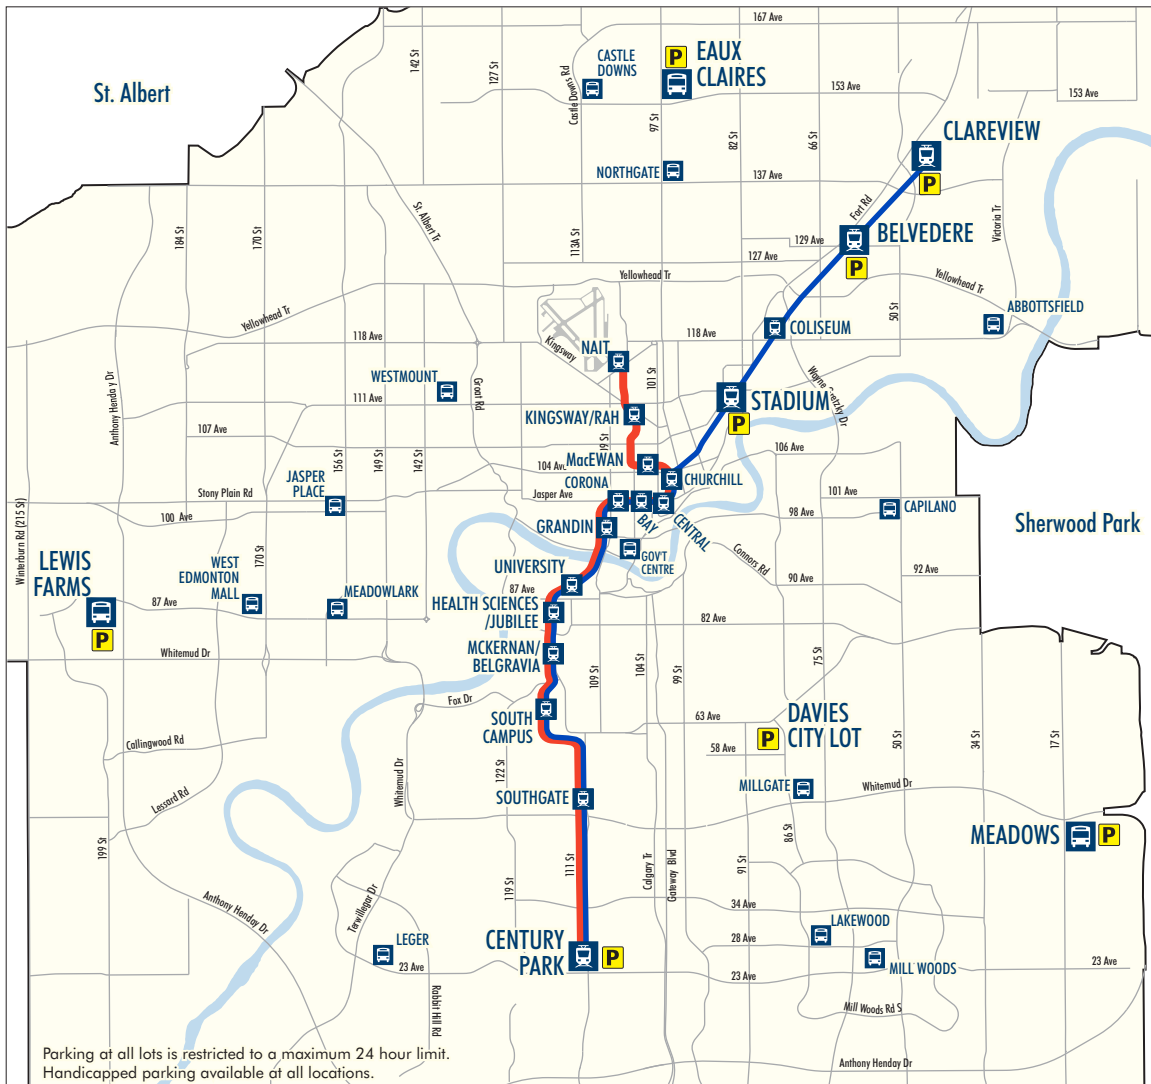 167 Ave
142 St
127 St
Castle Downs Rd
CASTLE
DOWNS
P
EAUX
CLAIRES
153 Ave
153 Ave
St. Albert
97 St
82 St
66 St
CLAREVIEW
P
NORTHGATE
137 Ave
St. Albert Tr
184 St
170 St
113A St
Fort Rd
Victoria Tr
129 Ave
BELVEDERE
P
127 Ave
Yellowhead Tr
Yellowhead Tr
Yellowhead Tr
50 St
ABBOTTSFIELD
COLISEUM
118 Ave
118 Ave
Kingsway
NAIT
101 St
WESTMOUNT
Groat Rd
Anthony Henday Dr
111 Ave
Wayne Gretzky Dr
STADIUM
P
KINGSWAY/RAH
107 Ave
106 Ave
156 St
149 St
142 St
104 Ave
MacEWAN
CHURCHILL
JASPER
PLACE
CORONA
Jasper Ave
Stony Plain Rd
100 Ave
101 Ave
98 Ave
CAPILANO
Sherwood Park
Winterburn Rd (215 St)
GRANDIN
BAY
CENTRAL
GOV'T
CENTRE
Connors Rd
LEWIS
FARMS
P
170 St
WEST
EDMONTON
MALL
87 Ave
MEADOWLARK
UNIVERSITY
87 Ave
90 Ave
92 Ave
HEALTH SCIENCES
/JUBILEE
82 Ave
MCKERNAN/
BELGRAVIA
Whitemud Dr
109 St
104 St
99 St
75 St
Fox Dr
SOUTH
CAMPUS
63 Ave
DAVIES
CITY LOT
P
58 Ave
50 St
34 St
17 St
Callingwood Rd
Lessard Rd
Whitemud Dr
122 St
SOUTHGATE
MILLGATE
Whitemud Dr
86 St
MEADOWS
P
199 St
111 St
119 St
Calgary Tr
Gateway Blvd
91 St
Anthony Henday Dr
Terwillegar Dr
34 Ave
LAKEWOOD
28 Ave
LEGER
23 Ave
CENTURY
PARK
P
23 Ave
MILL WOODS
23 Ave
Rabbit Hill Rd
Mill Woods Rd S
Anthony Henday Dr
Parking at all lots is restricted to a maximum 24 hour limit.
Handicapped parking available at all locations.